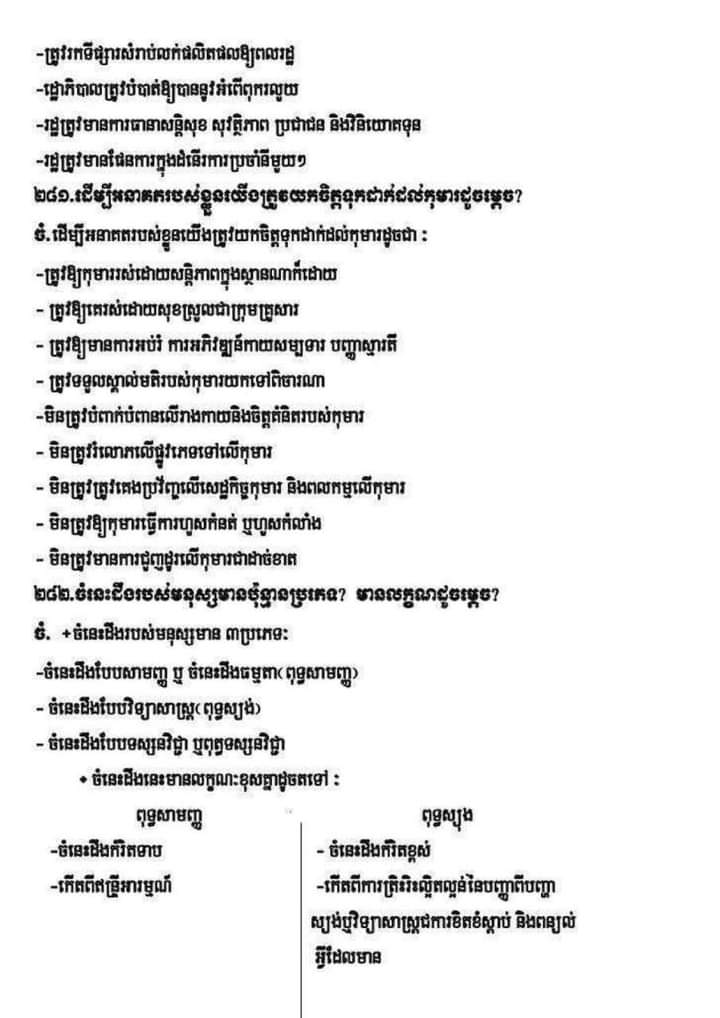 -ត្រូវរកទីផ្សារសំរាប់លក់ផលិតផលឱ្យពលរដ្ឋ
-រដ្ឋាភិបាលត្រូវបំបាត់ឱ្យបាននូវអំពើពុករលួយ
-រដ្ឋត្រូវមានការធានាសន្តិសុខ សុវត្ថិភាព ប្រជាជន និងវិនិយោគទុន
-រដ្ឋត្រូវមានផែនការក្នុងដំនើរការប្រចាំនីមួយៗ
២៨១.ដើម្បីអនាគតរបស់ខ្លួនយើងត្រូវយកចិត្តទុកដាក់ដល់កុមារដូចម្តេច?
ចំ.ដើម្បីអនាគតរបស់ខ្លួនយើងត្រូវយកចិត្តទុកដាក់ដល់កុមារដូចជា :
-ត្រូវឱ្យកុមាររស់ដោយសន្តិភាពក្នុងស្ថានណាក៏ដោយ
- ត្រូវឱ្យគេរស់ដោយសុខស្រួលជាក្រុមគ្រួសារ
- ត្រូវឱ្យមានការអប់រំ ការអភិវឌ្ឍន៍កាយសម្បទារ បញ្ញាស្មារតី
- ត្រូវទទួលស្គាល់មតិរបស់កុមារយកទៅពិចារណា
-មិនត្រូវបំពាក់បំពានលើរាងកាយនិងចិត្តគំនិតរបស់កុមារ
- មិនត្រូវរំលោភលើផ្លូវភេទទៅលើកុមារ
- មិនត្រូវត្រូវគេងប្រវ័ញ្ចលើសេដ្ឋកិច្ចកុមារ និងពលកម្មលើកុមារ
- មិនត្រូវឱ្យកុមារធ្វើការហួសកំនត់ ឬហួសកំលាំង
- មិនត្រូវមានការជួញដូរលើកុមារជាដាច់ខាត
២៨២.ចំនេះដឹងរបស់មនុស្សមានប៉ុន្មានប្រភេទ? មានលក្ខណដូចម្តេច?
ចំ. +ចំនេះដឹងរបស់មនុស្សមាន ៣ប្រភេទ:
-ចំនេះដឹងបែបសាមញ្ញ ឬ ចំនេះដឹងធម្មតា(ពុទ្ធសាមញ្ញ)
- ចំនេះដឹងបែបវិទ្យាសាស្ត្រ(ពុទ្ធស្យង់)
- ចំនេះដឹងបែបទស្សនវិជ្ជា ឬពុត្ធទស្សនវិជ្ជា
+ ចំនេះដឹងនេះមានលក្ខណៈខុសគ្នាដូចតទៅ :
ពុទ្ធសាមញ្ញ
-ចំនេះដឹងកំរិតទាប
-កើតពីឥន្ទ្រីអារម្មណ៍
ពុទ្ធស្យុង
- ចំនេះដឹងកំរិតខ្ពស់
-កើតពីការត្រិះរិះល្អិតល្អន់នៃបញ្ញាពីបញ្ហា
ស្យង់ឬវិទ្យាសាស្ត្រជការខិតខំស្តាប់ និងពន្យល់
អ្វីដែលមាន